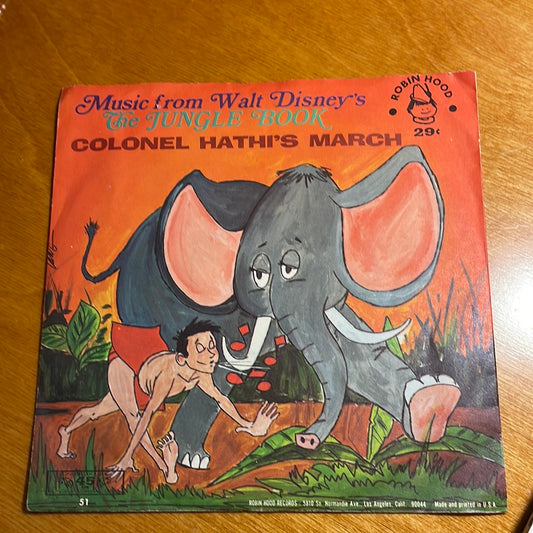 Music from Walt Disney's
The JUNGLE BOOK
COLONEL HATHI'S MARCH
ROBIN HOOD
29¢
45
51
ROBIN HOOD RECORDS 5810 So. Normandie Ave., Los Angeles, Calif. 90044 Made and printed in U.S.A.